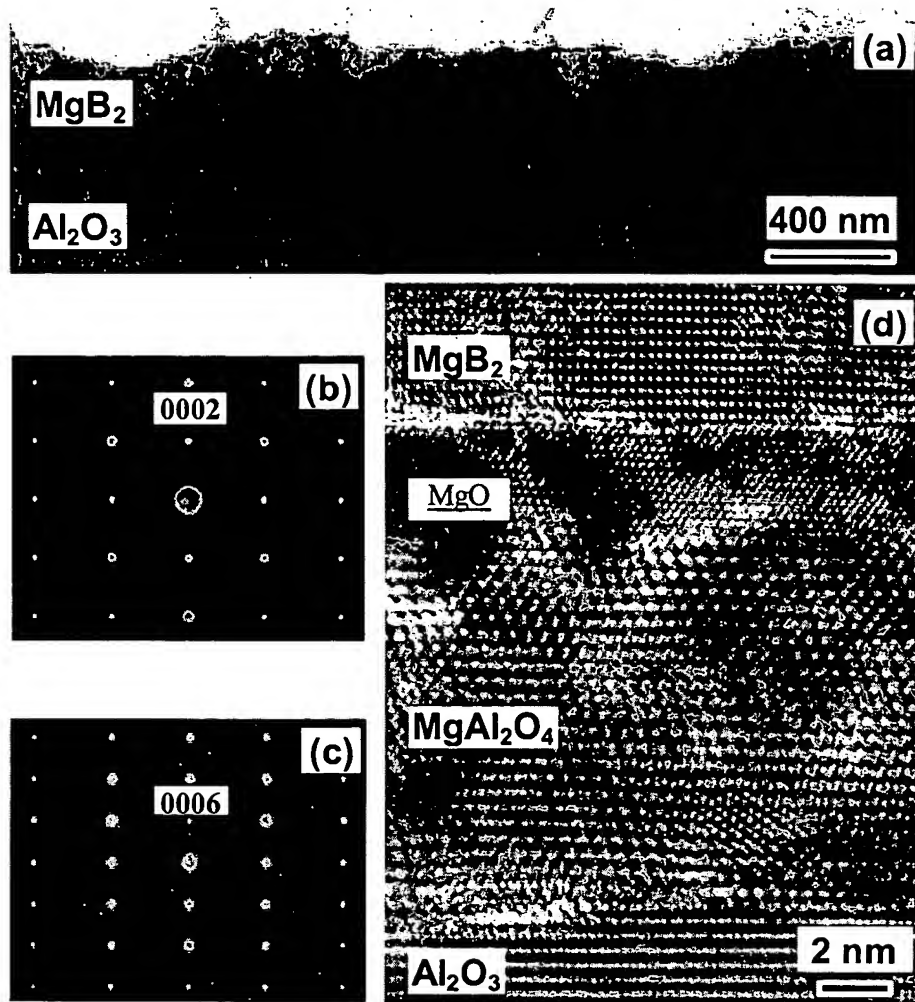 (a)
MgB₂
Al₂O₃
400 nm
(b)
0002
(c)
0006
(d)
MgB₂
MgO
MgAl₂O₄
Al₂O₃
2 nm